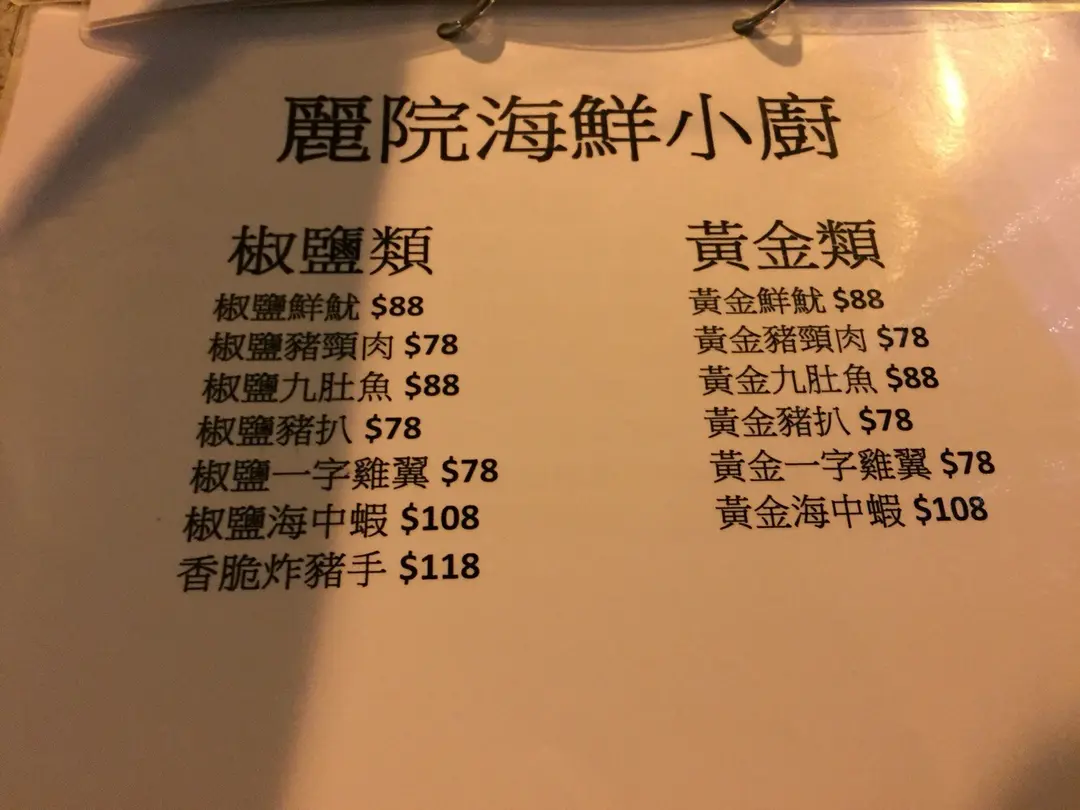 麗院海鮮小廚
椒鹽類
椒鹽鮮魷 $88
椒鹽豬頸肉 $78
椒鹽九肚魚 $88
椒鹽豬扒 $78
椒鹽一字雞翼 $78
椒鹽海中蝦 $108
香脆炸豬手 $118
黃金類
黃金鮮魷 $88
黃金豬頸肉 $78
黃金九肚魚 $88
黃金豬扒 $78
黃金一字雞翼 $78
黃金海中蝦 $108